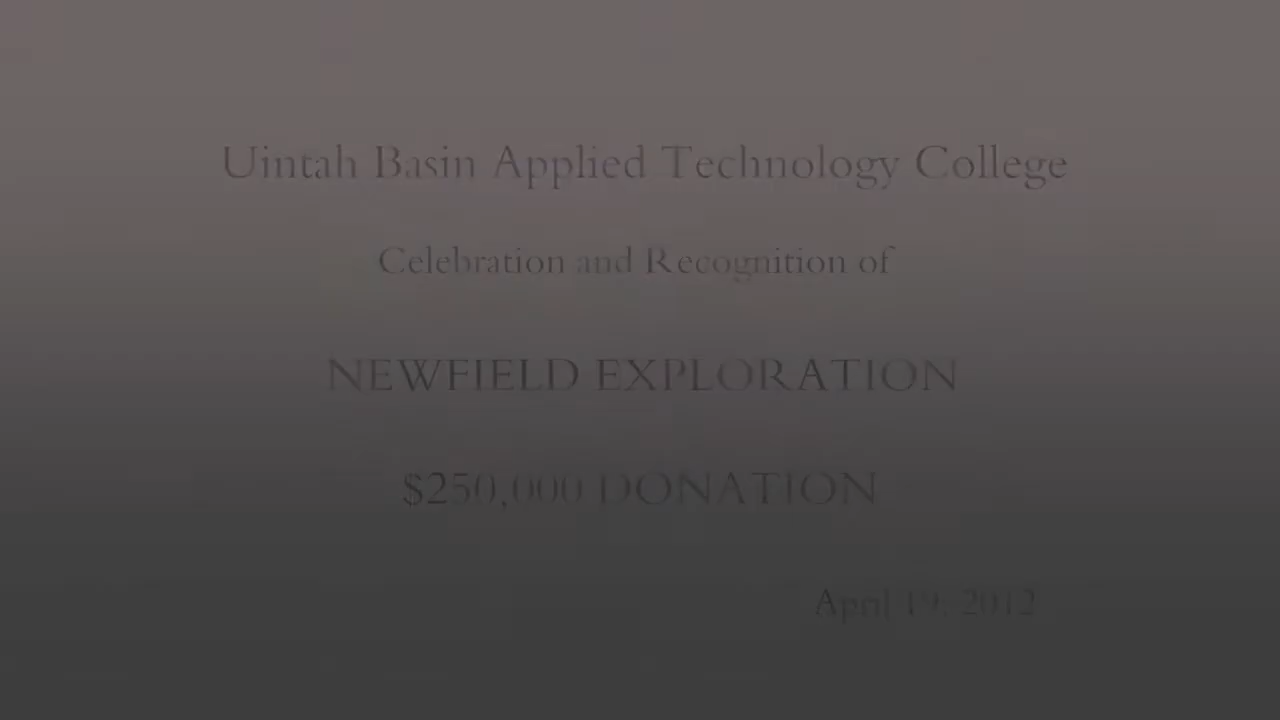 Uintah Basin Applied Technology College
Celebration and Recognition of
NEWFIELD EXPLORATION
$250,000 DONATION
April 19, 2012